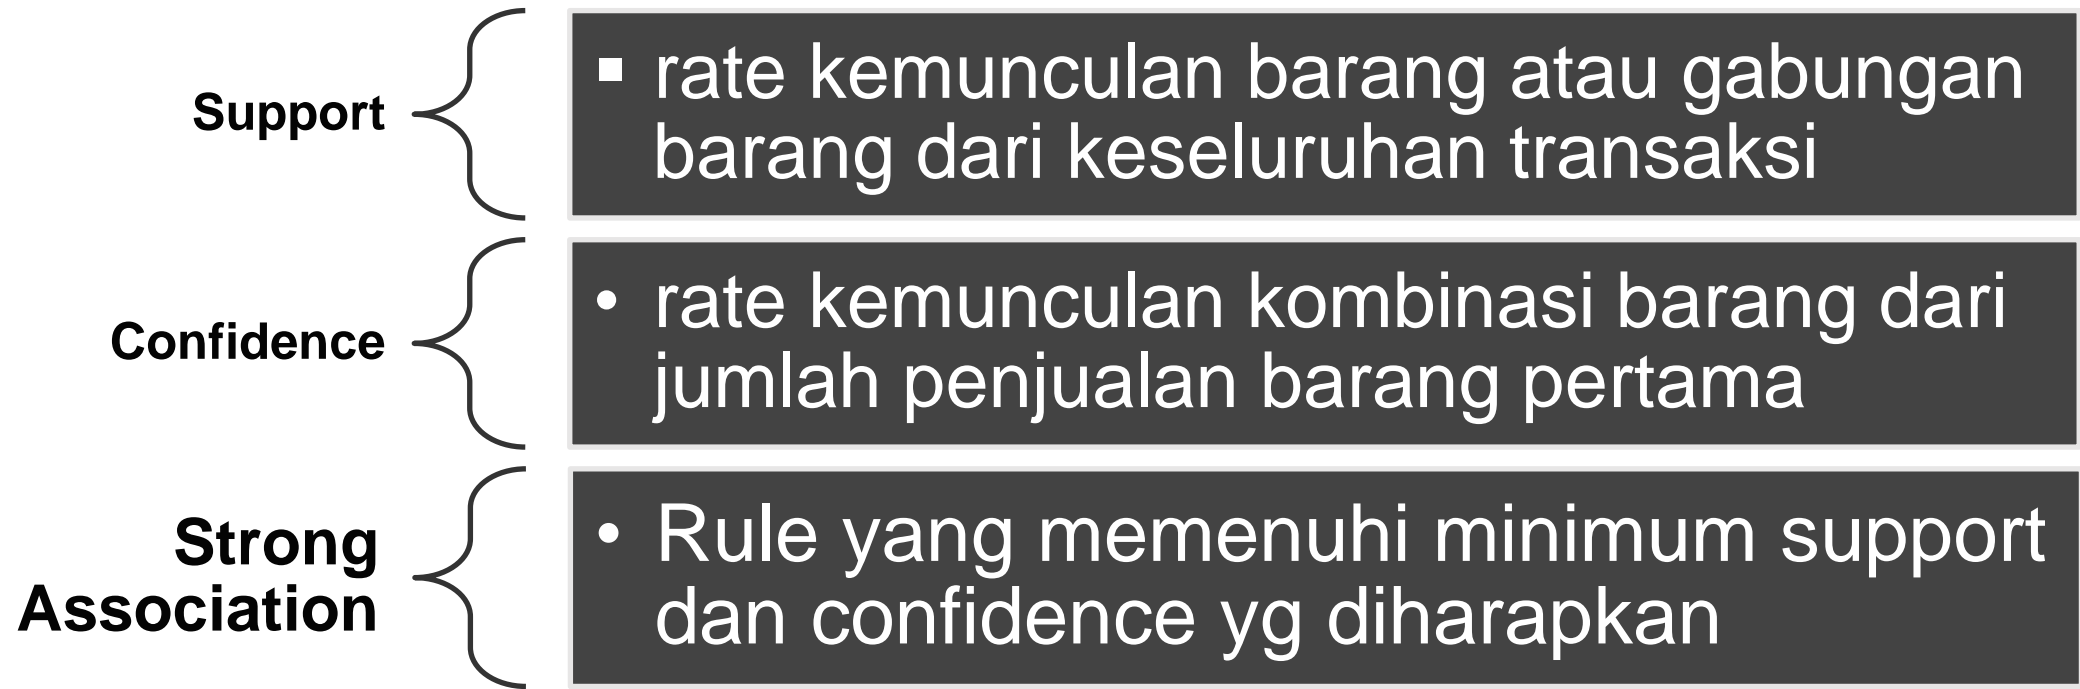 Support
▪ rate kemunculan barang atau gabungan
barang dari keseluruhan transaksi
Confidence
• rate kemunculan kombinasi barang dari
jumlah penjualan barang pertama
Strong
Association
• Rule yang memenuhi minimum support
dan confidence yg diharapkan